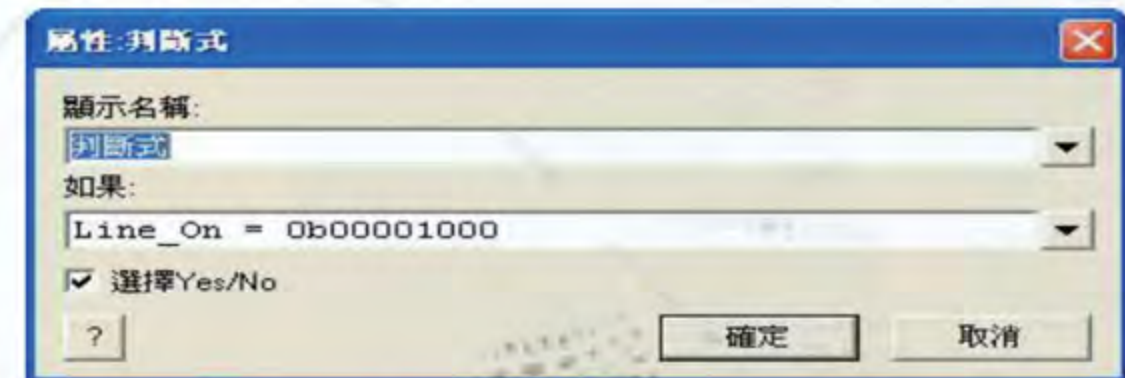 屬性:判斷式
顯示名稱:
判斷式
如果:
Line_On = 0b00001000
選擇Yes/No
?
確定
取消